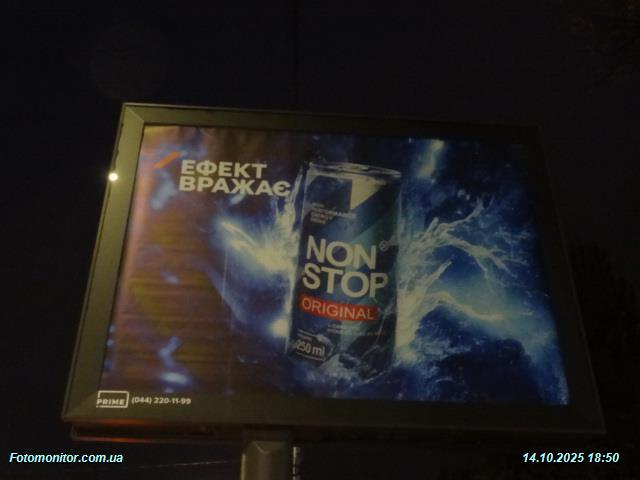 ЕФЕКТ
ВРАЖАЄ
NON
STOP
ORIGINAL
250 ml
PRIME (044) 220-11-99
Fotomonitor.com.ua
14.10.2025 18:50